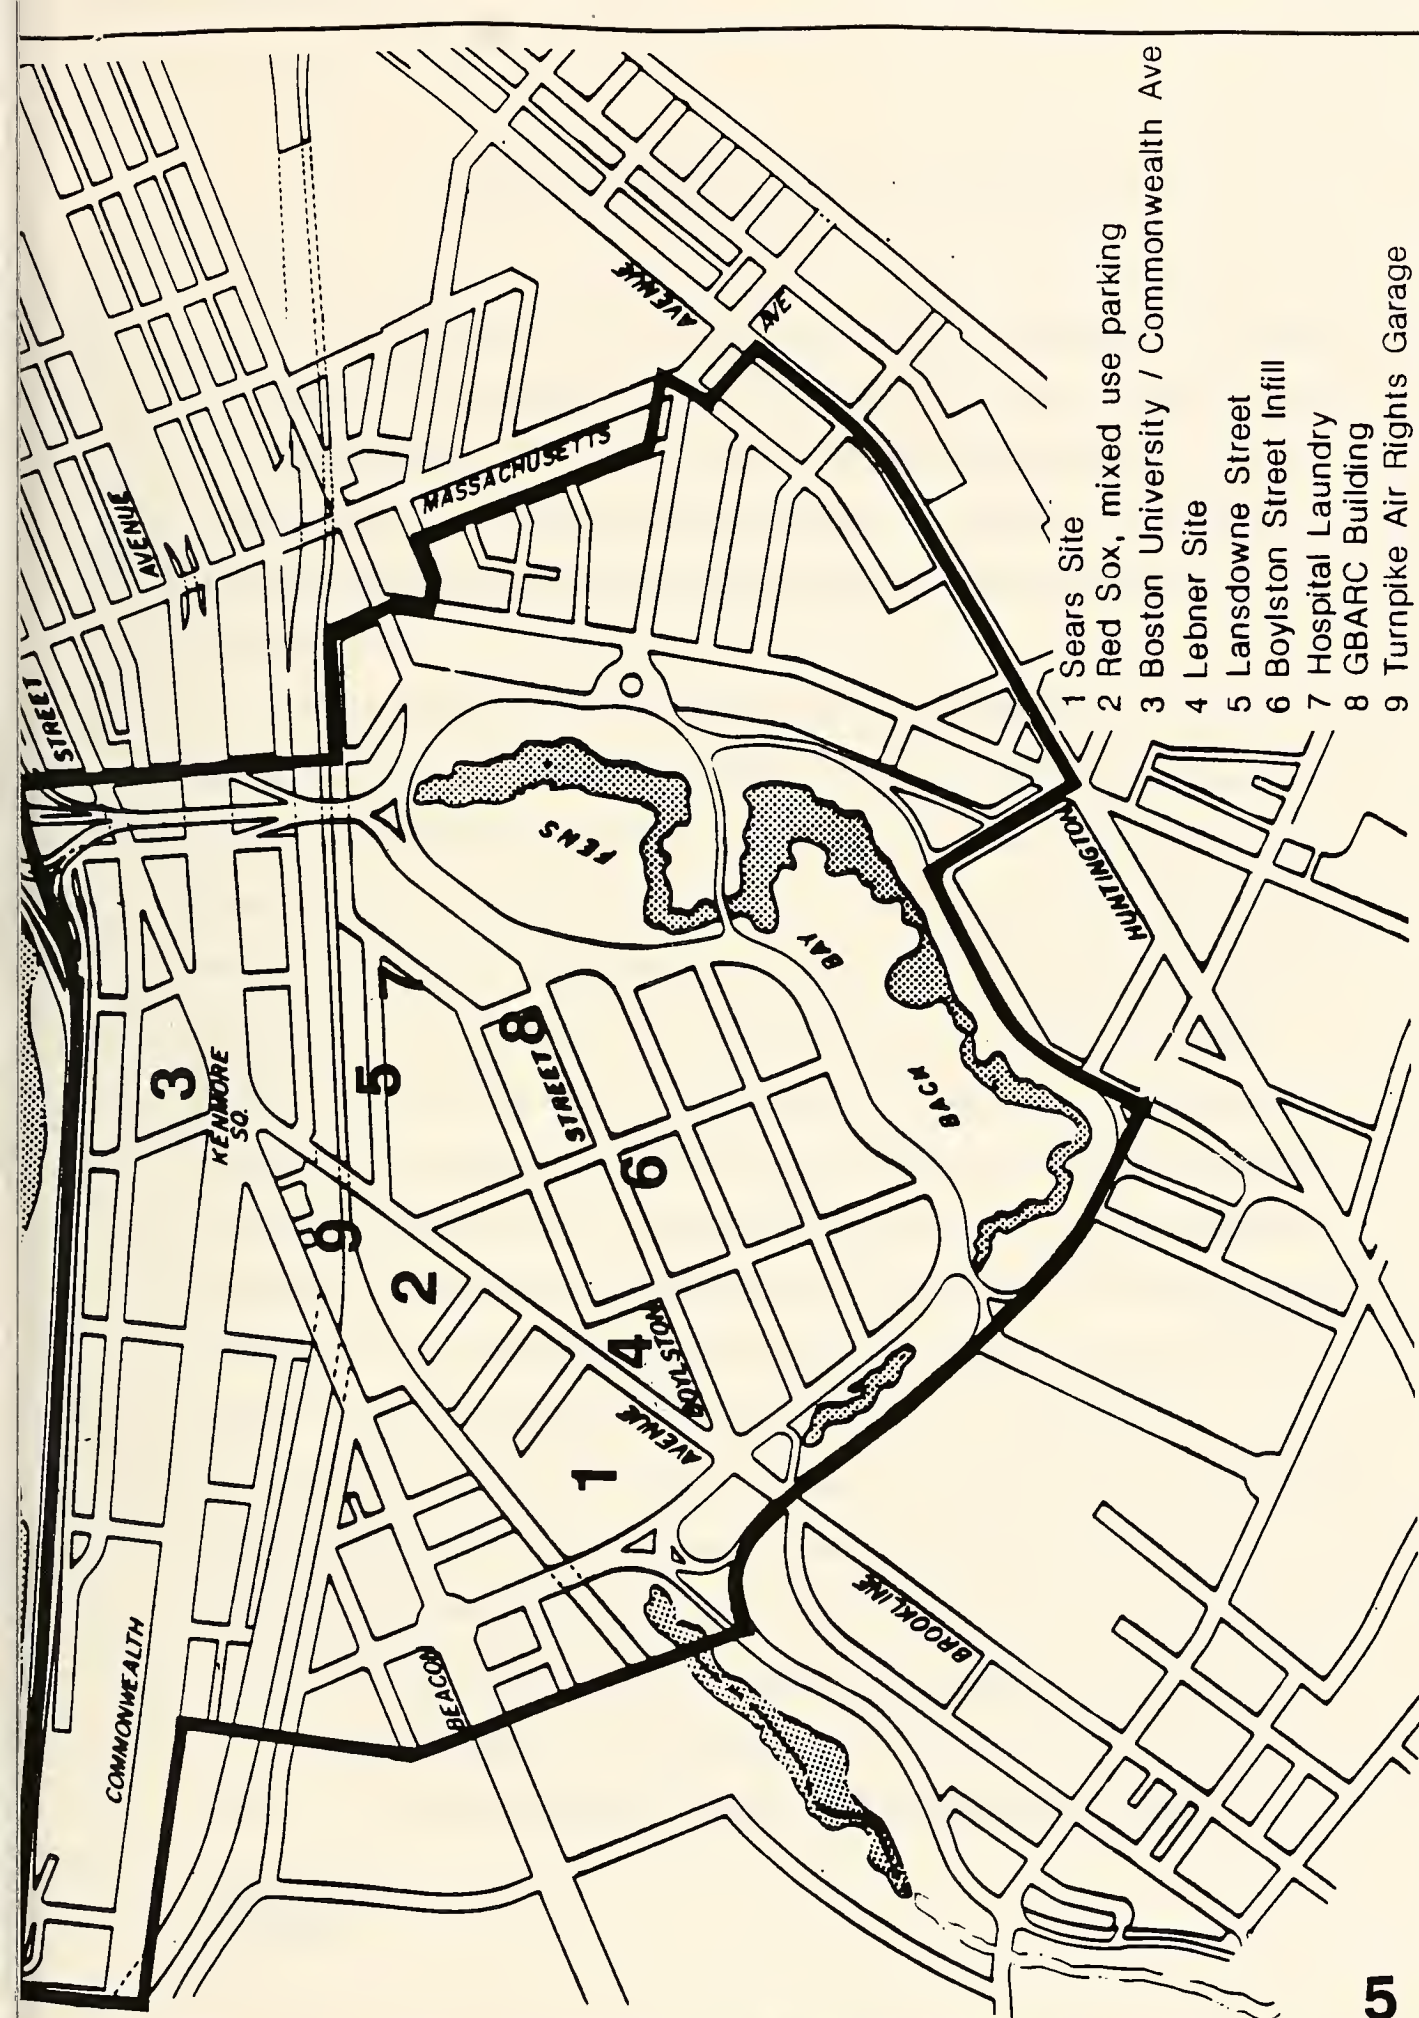 STREET
AVENUE
COMMONWEALTH
KENMORE
SQ.
3
9
5
7
2
BEACON
MASSACHUSETTS
AVENUE
AVE
FENS
8
STREET
6
4
BOYLSTON
AVENUE
1
BAY
BACK
BROOKLINE
HUNTINGTON
1 Sears Site
2 Red Sox, mixed use parking
3 Boston University / Commonwealth Ave
4 Lebner Site
5 Lansdowne Street
6 Boylston Street Infill
7 Hospital Laundry
8 GBARC Building
9 Turnpike Air Rights Garage
5